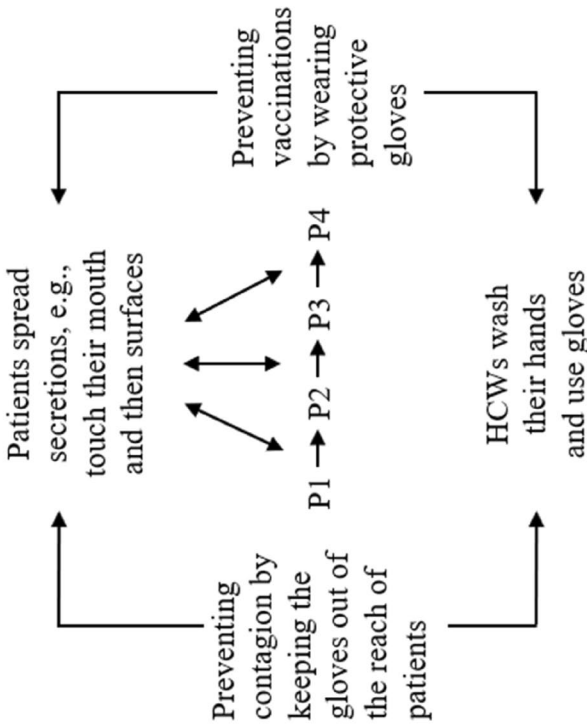 Patients spread
secretions, e.g.,
touch their mouth
and then surfaces
Preventing
contagion by
keeping the
gloves out of
the reach of
patients
P1 P2 P3 P4
Preventing
vaccinations
by wearing
protective
gloves
HCWs wash
their hands
and use gloves